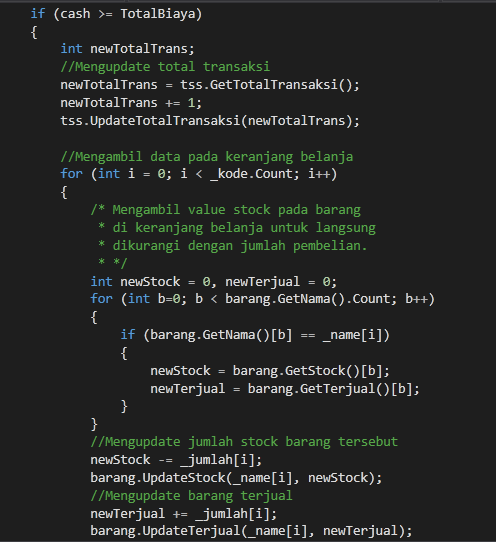 if (cash >= TotalBiaya)
{
int newTotalTrans;
//Mengupdate total transaksi
newTotalTrans = tss.GetTotalTransaksi();
newTotalTrans += 1;
tss.UpdateTotalTransaksi(newTotalTrans);
//Mengambil data pada keranjang belanja
for (int i = 0; i < _kode.Count; i++)
{
/* Mengambil value stock pada barang
* di keranjang belanja untuk langsung
* dikurangi dengan jumlah pembelian.
* */
int newStock = 0, newTerjual = 0;
for (int b=0; b < barang.GetNama().Count; b++)
{
if (barang.GetNama()[b] == _name[i])
{
newStock = barang.GetStock()[b];
newTerjual = barang.GetTerjual()[b];
}
}
//Mengupdate jumlah stock barang tersebut
newStock -= _jumlah[i];
barang.UpdateStock(_name[i], newStock);
//Mengupdate barang terjual
newTerjual += _jumlah[i];
barang.UpdateTerjual(_name[i], newTerjual);